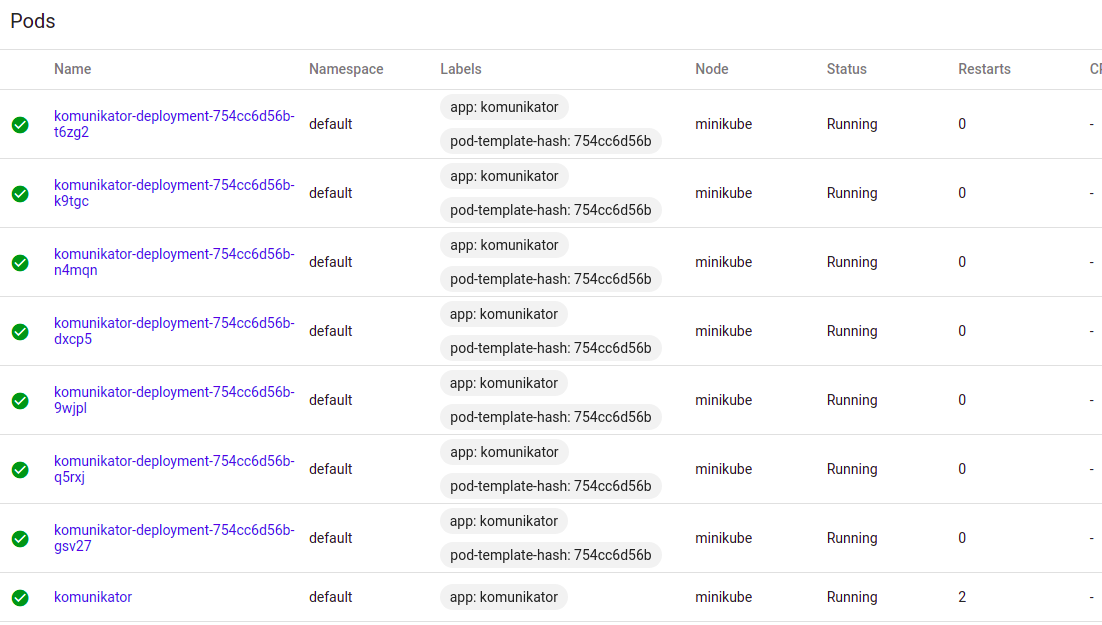 Pods
Name Namespace Labels Node Status Restarts
komunikator-deployment-754cc6d56b-
t6zg2 default app: komunikator minikube Running 0 -
pod-template-hash: 754cc6d56b
komunikator-deployment-754cc6d56b-
k9tgc default app: komunikator minikube Running 0 -
pod-template-hash: 754cc6d56b
komunikator-deployment-754cc6d56b-
n4mqn default app: komunikator minikube Running 0 -
pod-template-hash: 754cc6d56b
komunikator-deployment-754cc6d56b-
dxcp5 default app: komunikator minikube Running 0 -
pod-template-hash: 754cc6d56b
komunikator-deployment-754cc6d56b-
9wjpl default app: komunikator minikube Running 0 -
pod-template-hash: 754cc6d56b
komunikator-deployment-754cc6d56b-
q5rxj default app: komunikator minikube Running 0 -
pod-template-hash: 754cc6d56b
komunikator-deployment-754cc6d56b-
gsv27 default app: komunikator minikube Running 0 -
pod-template-hash: 754cc6d56b
komunikator default app: komunikator minikube Running 2 -